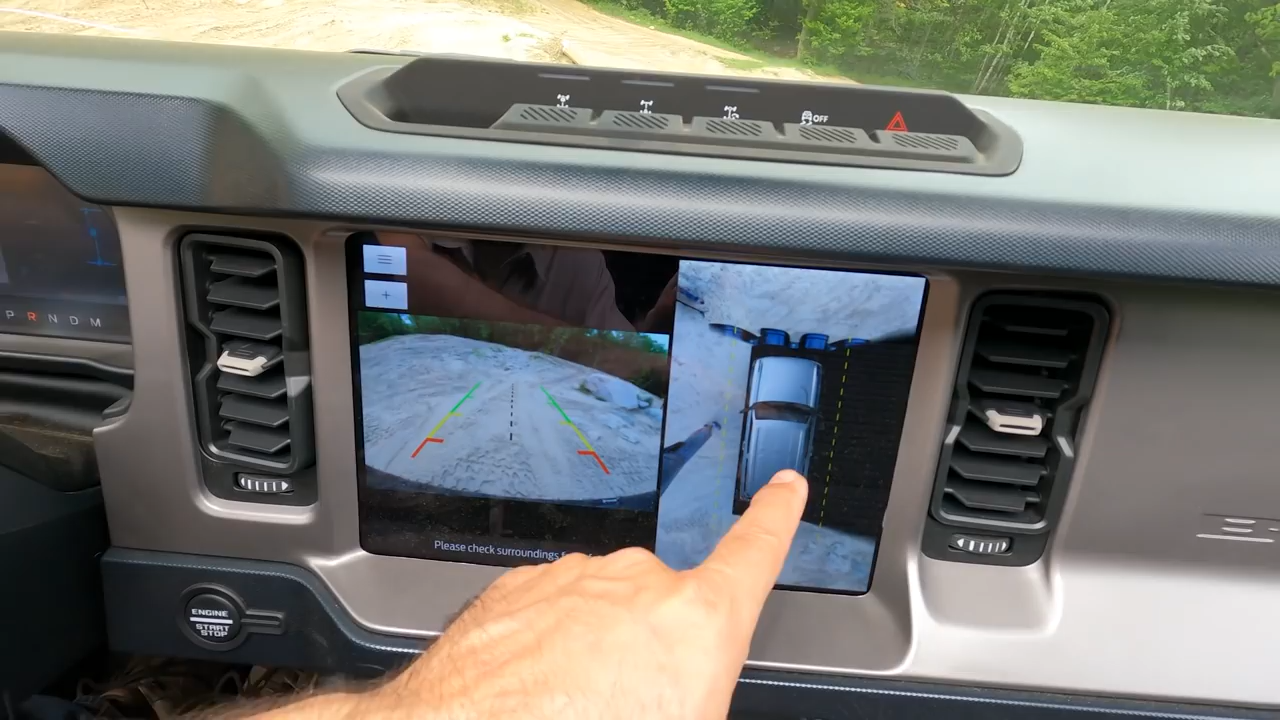 OFF
P R N D M
Please check surroundings
ENGINE
START
STOP